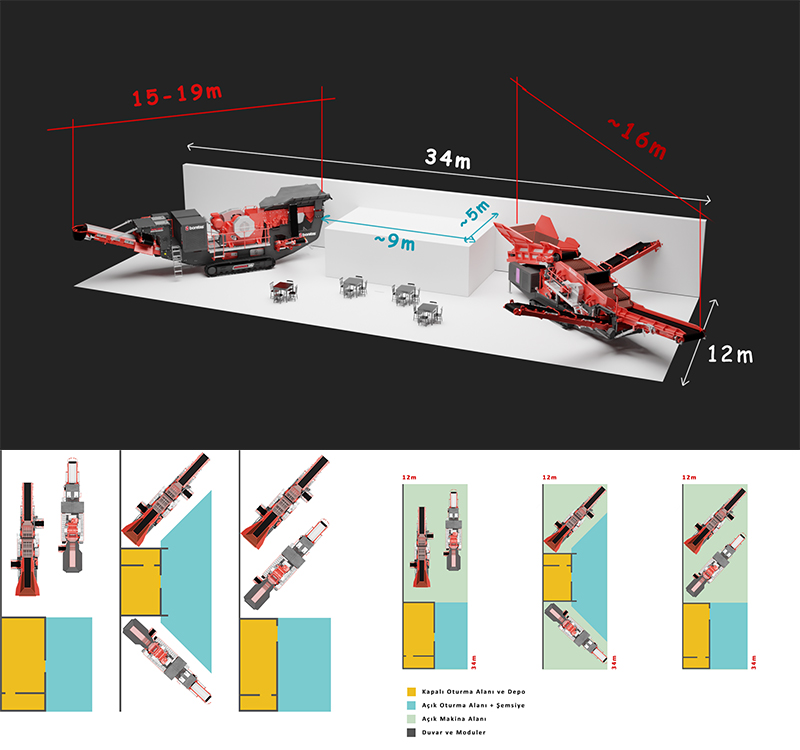 15-19m
34m
~16m
~5m
~9m
12m
12m
12m
12m
34m
34m
34m
Kapalı Oturma Alanı ve Depo
Açık Oturma Alanı + Şemsiye
Açık Makina Alanı
Duvar ve Moduler